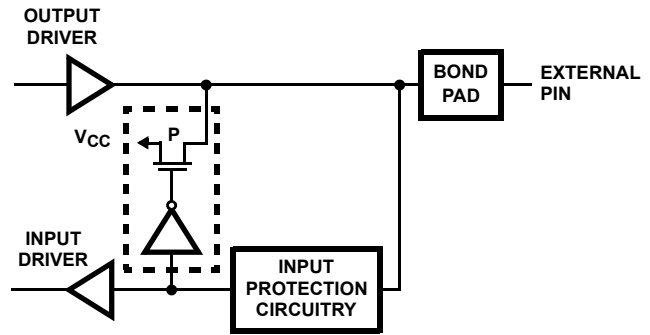 OUTPUT
DRIVER
BOND
PAD
EXTERNAL
PIN
VCC
P
INPUT
DRIVER
INPUT
PROTECTION
CIRCUITRY